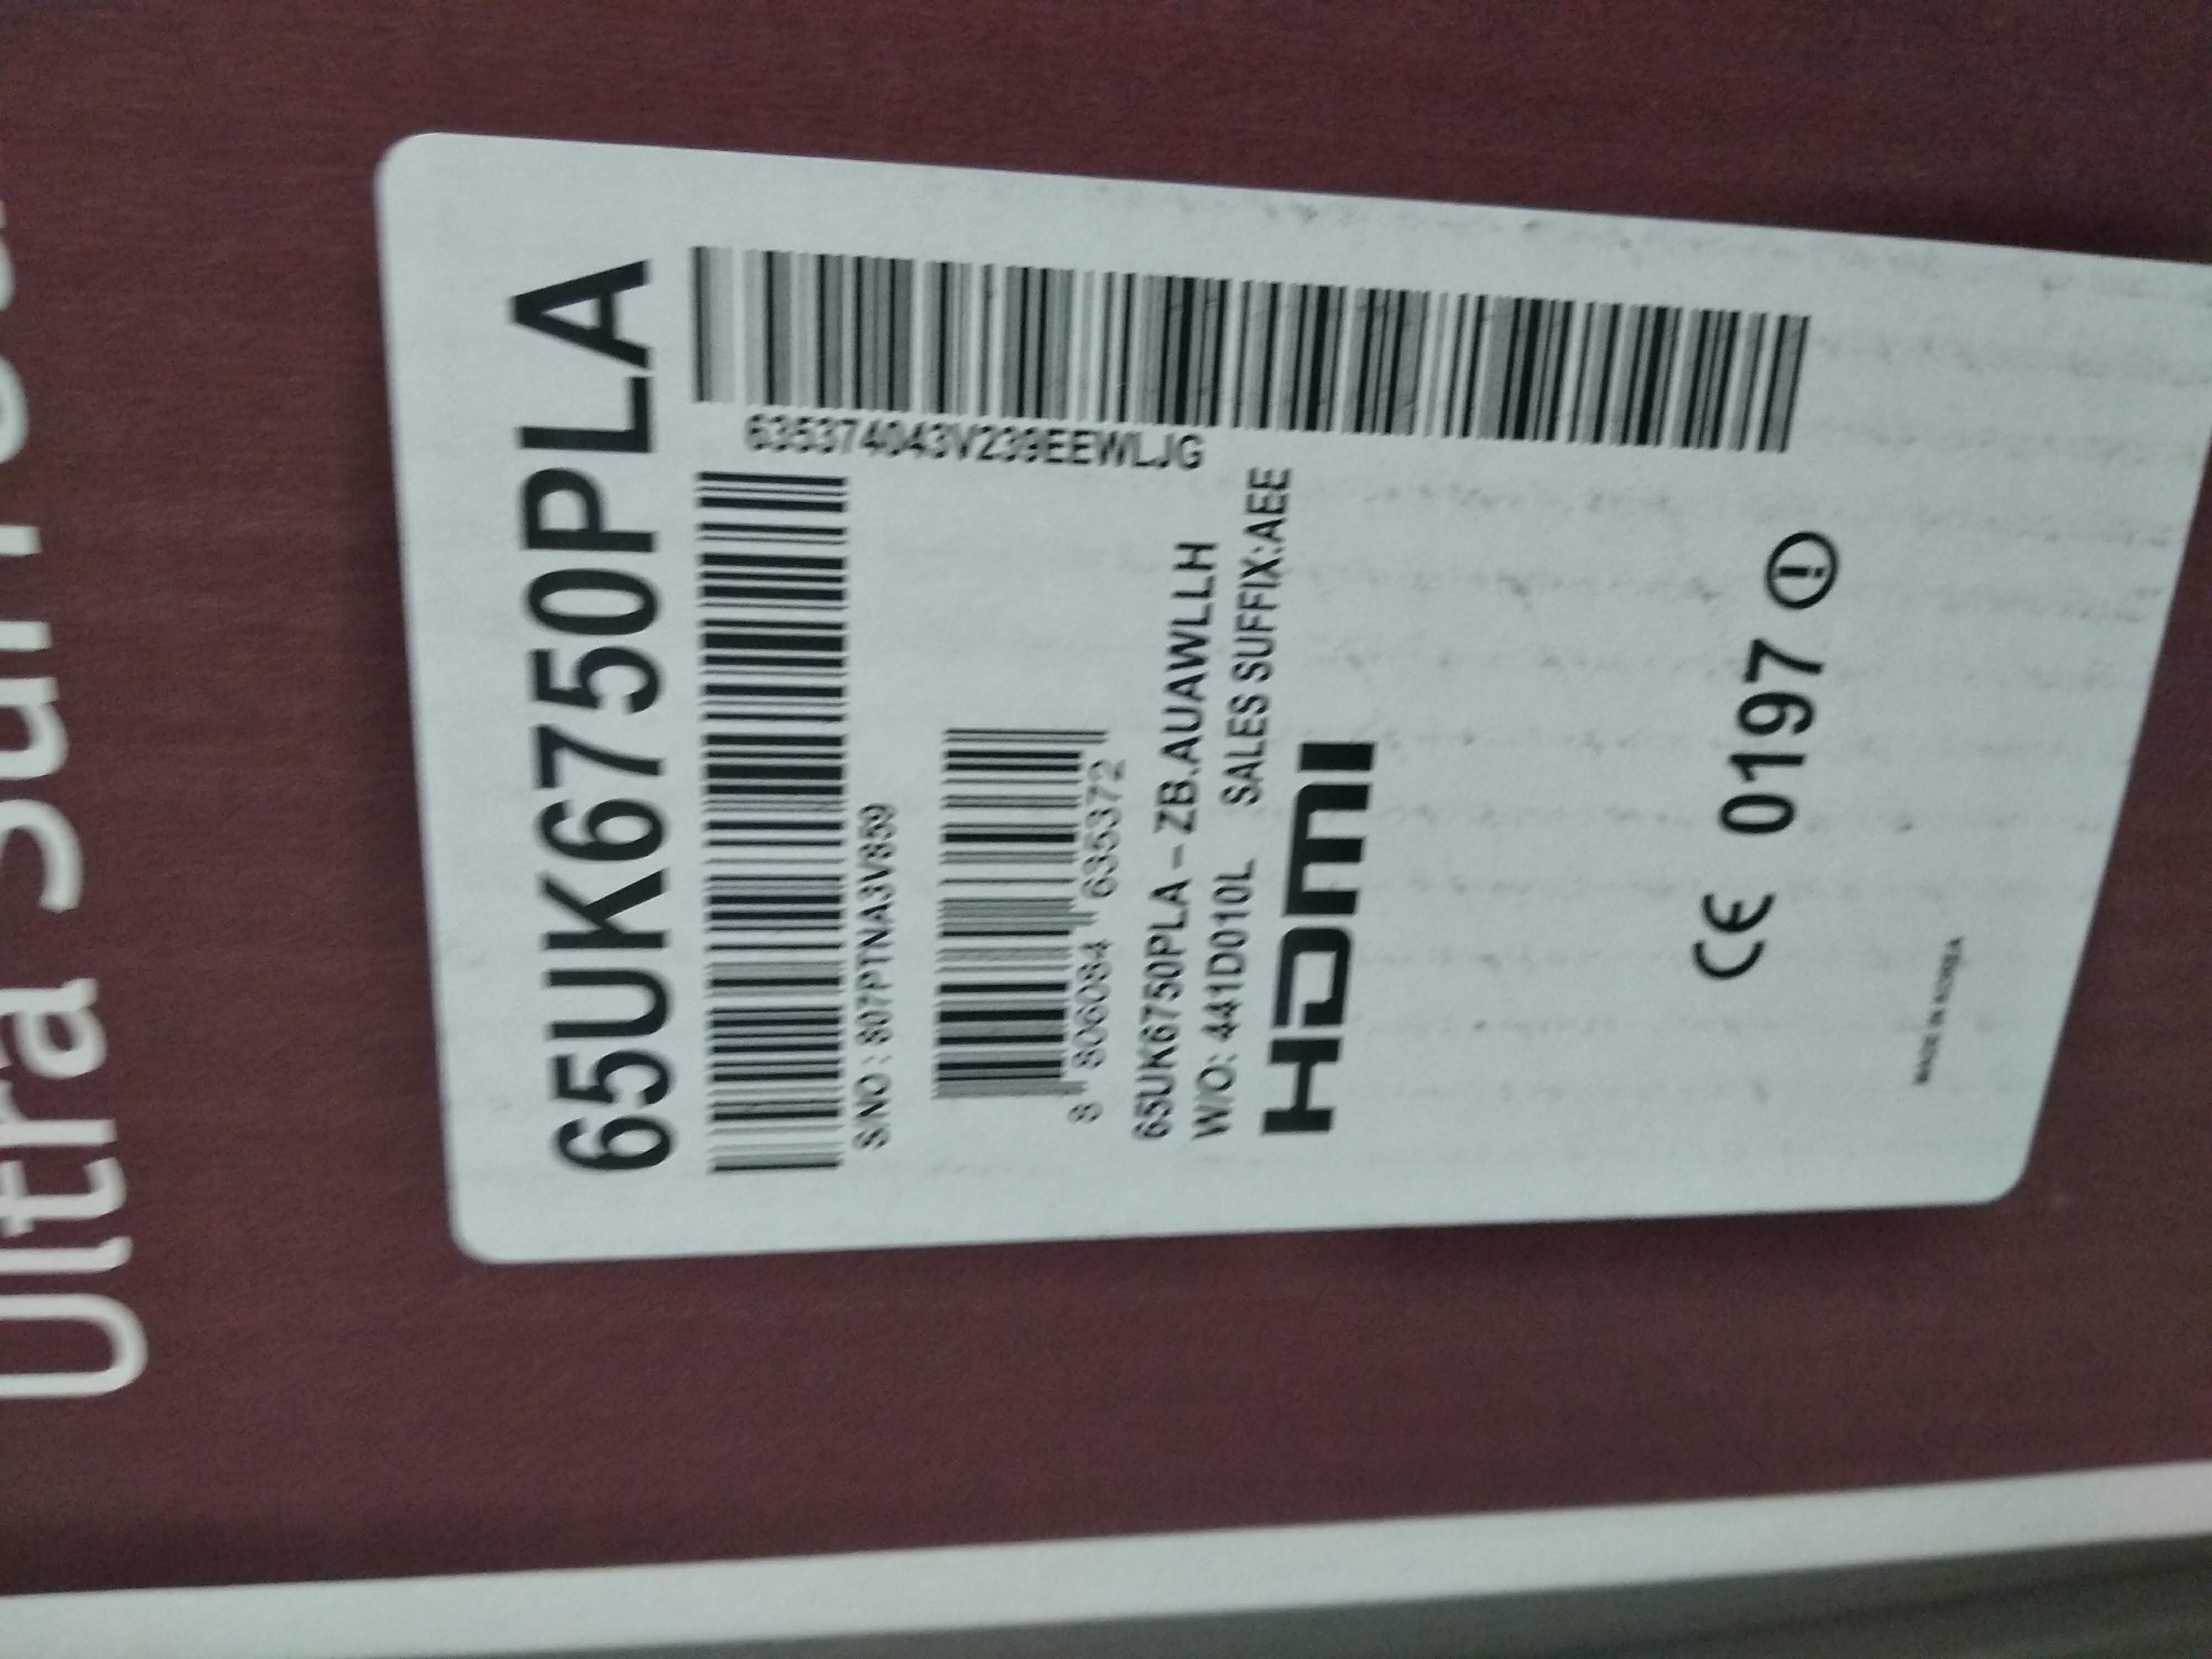 Ultra Surr
65UK6750PLA
635374043V239EEWLJG
S.NO : 807PTNA3V859
8 806084 635372
65UK6750PLA - ZB.AUAWLLH
W/O: 441D010L SALES SUFFIX:AEE
HDMI
CE 0197
MADE IN KOREA